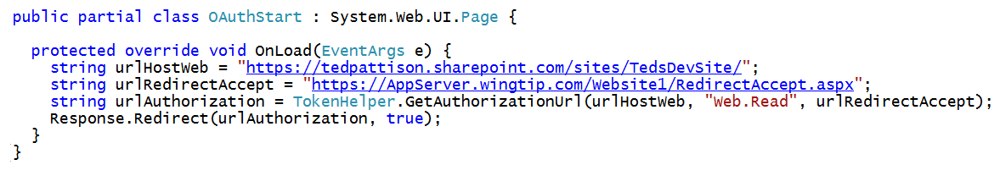 public partial class OAuthStart : System.Web.UI.Page {
protected override void OnLoad(EventArgs e) {
string urlHostWeb = "https://tedpattison.sharepoint.com/sites/TedsDevSite/";
string urlRedirectAccept = "https://AppServer.wingtip.com/Website1/RedirectAccept.aspx";
string urlAuthorization = TokenHelper.GetAuthorizationUrl(urlHostWeb, "Web.Read", urlRedirectAccept);
Response.Redirect(urlAuthorization, true);
}
}